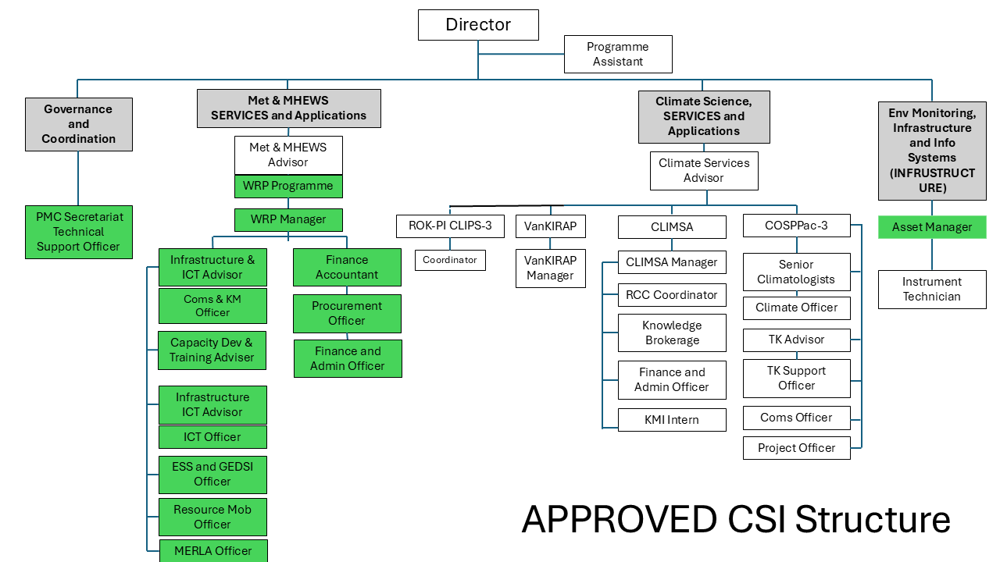 Director
Programme
Assistant
Governance
and
Coordination
PMC Secretariat
Technical
Support Officer
Met & MHEWS
SERVICES and Applications
Met & MHEWS
Advisor
WRP Programme
WRP Manager
Infrastructure &
ICT Advisor
Coms & KM
Officer
Capacity Dev &
Training Adviser
Infrastructure
ICT Advisor
ICT Officer
ESS and GEDSI
Officer
Resource Mob
Officer
MERLA Officer
Finance
Accountant
Procurement
Officer
Finance and
Admin Officer
Climate Science,
SERVICES and
Applications
Climate Services
Advisor
ROK-PI CLIPS-3
Coordinator
VanKIRAP
VanKIRAP
Manager
CLIMSA
CLIMSA Manager
RCC Coordinator
Knowledge
Brokerage
Finance and
Admin Officer
KMI Intern
COSPPac-3
Senior
Climatologists
Climate Officer
TK Advisor
TK Support
Officer
Coms Officer
Project Officer
Env Monitoring,
Infrastructure
and Info
Systems
(INFRUSTRUCT
URE)
Asset Manager
Instrument
Technician
APPROVED CSI Structure